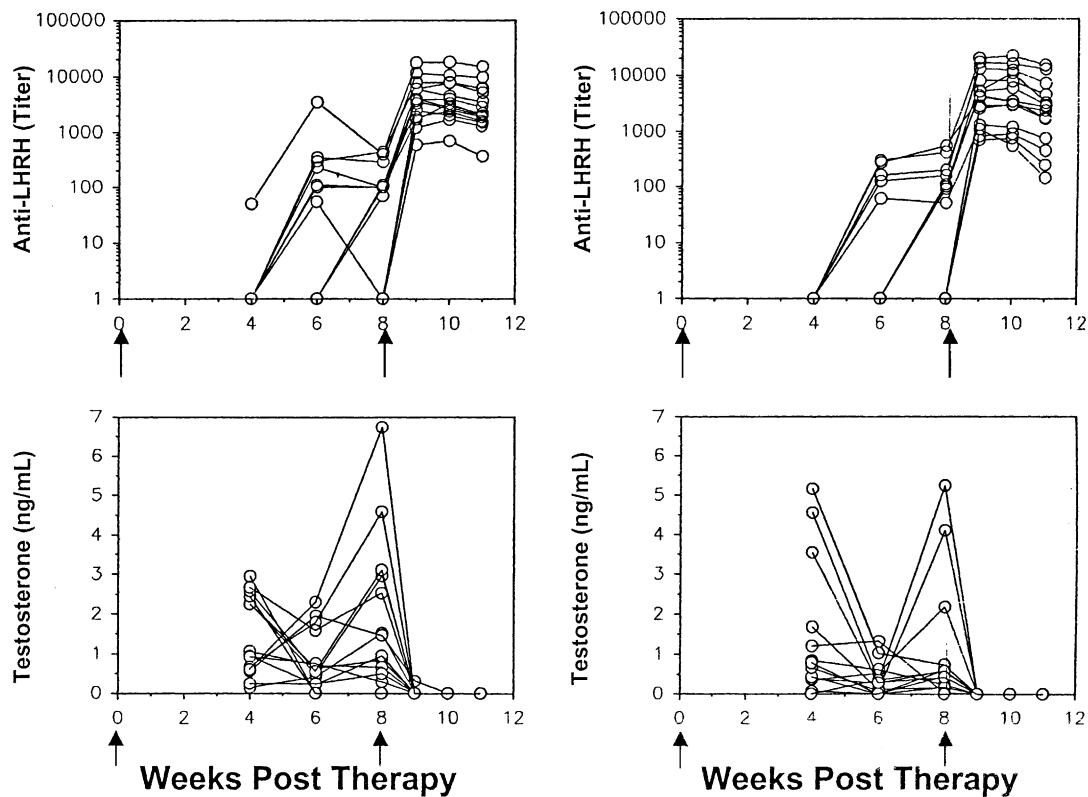 Anti-LHRH (Titer)
100000
10000
1000
100
10
1
0 2 4 6 8 10 12
Anti-LHRH (Titer)
100000
10000
1000
100
10
1
0 2 4 6 8 10 12
Testosterone (ng/mL)
7
6
5
4
3
2
1
0
0 2 4 6 8 10 12
Weeks Post Therapy
Testosterone (ng/mL)
7
6
5
4
3
2
1
0
0 2 4 6 8 10 12
Weeks Post Therapy